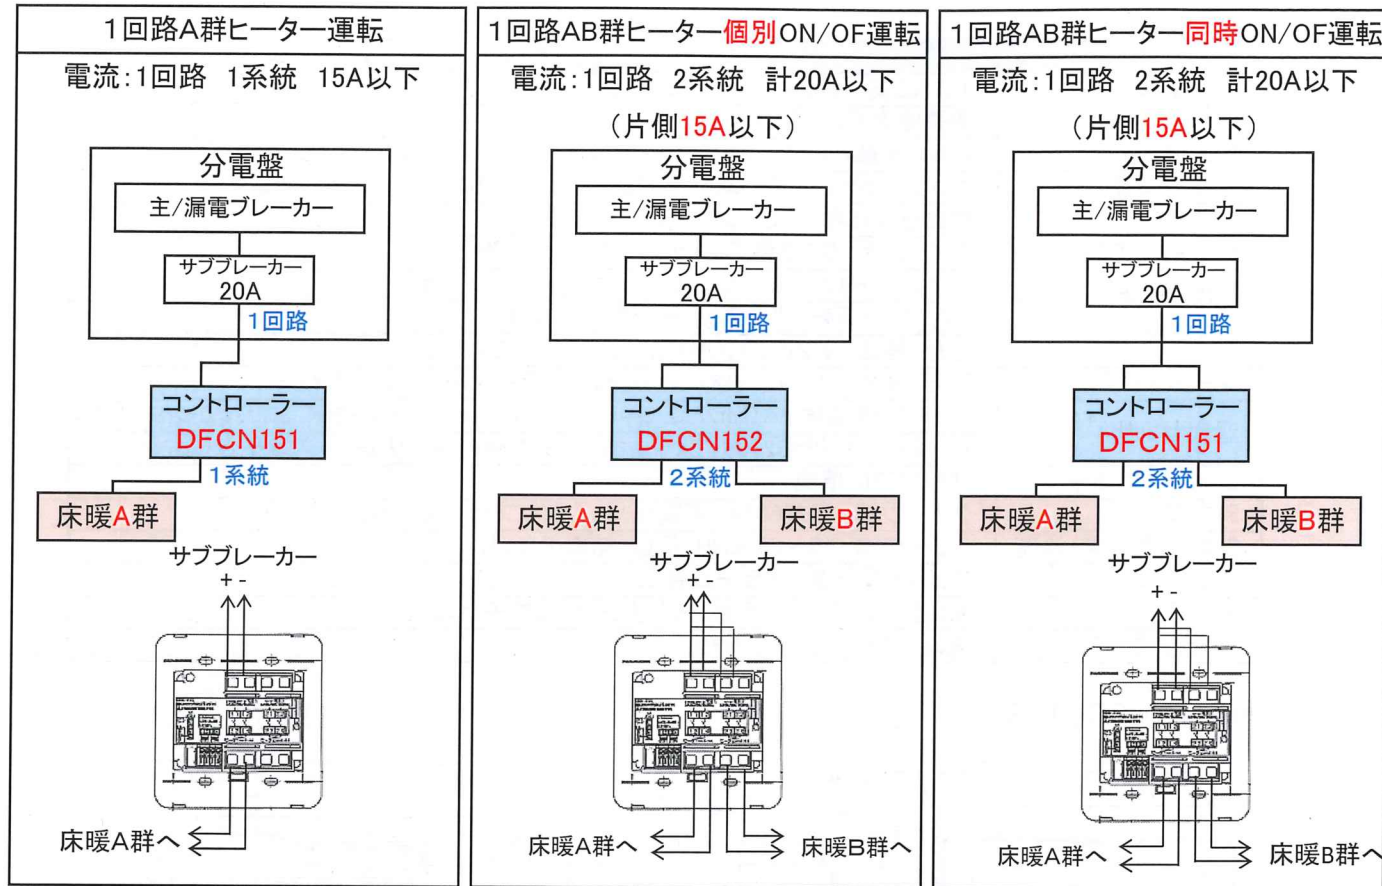 1回路A群ヒーター運転
電流:1回路 1系統 15A以下
分電盤
主/漏電ブレーカー
サブブレーカー
20A
1回路
コントローラー
DFCN151
1系統
床暖A群
サブブレーカー
+ -
床暖A群へ
1回路AB群ヒーター個別ON/OF運転
電流:1回路 2系統 計20A以下
(片側15A以下)
分電盤
主/漏電ブレーカー
サブブレーカー
20A
1回路
コントローラー
DFCN152
2系統
床暖A群
床暖B群
サブブレーカー
+ -
床暖A群へ
床暖B群へ
1回路AB群ヒーター同時ON/OF運転
電流:1回路 2系統 計20A以下
(片側15A以下)
分電盤
主/漏電ブレーカー
サブブレーカー
20A
1回路
コントローラー
DFCN151
2系統
床暖A群
床暖B群
サブブレーカー
+ -
床暖A群へ
床暖B群へ